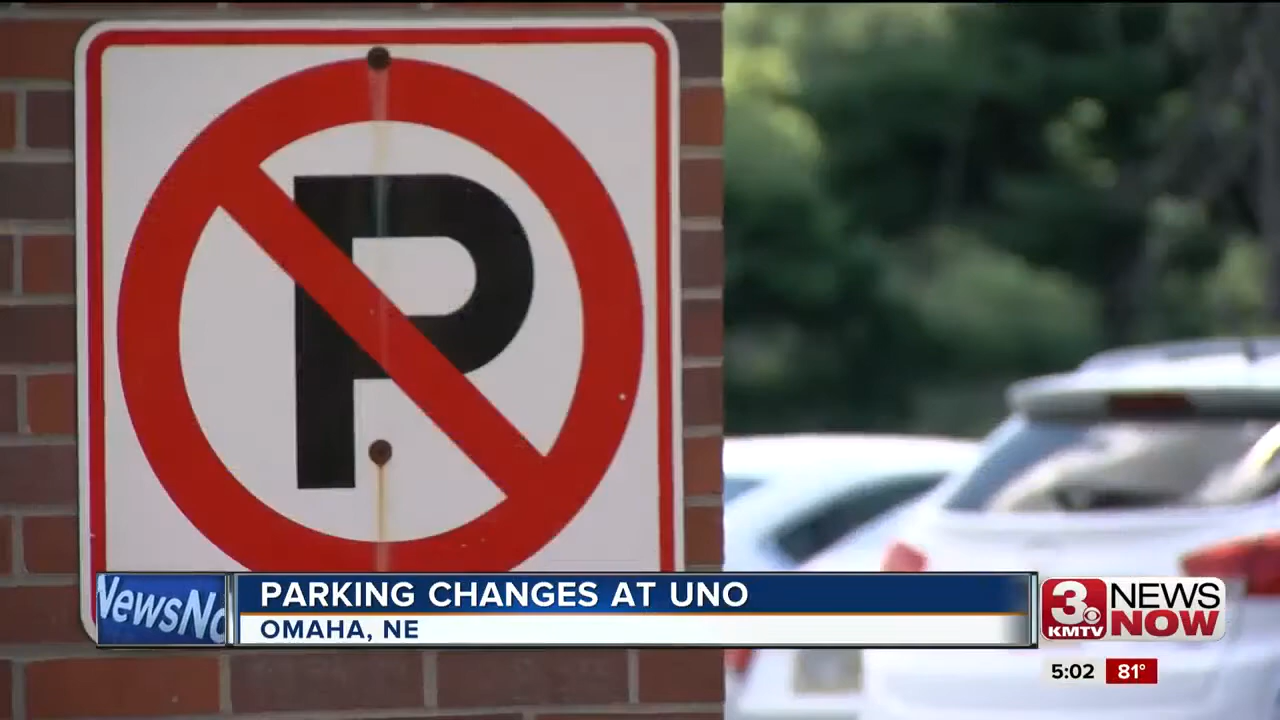 P
NewsNo
PARKING CHANGES AT UNO
OMAHA, NE
3
KMTV
NEWS
NOW
5:02 81°